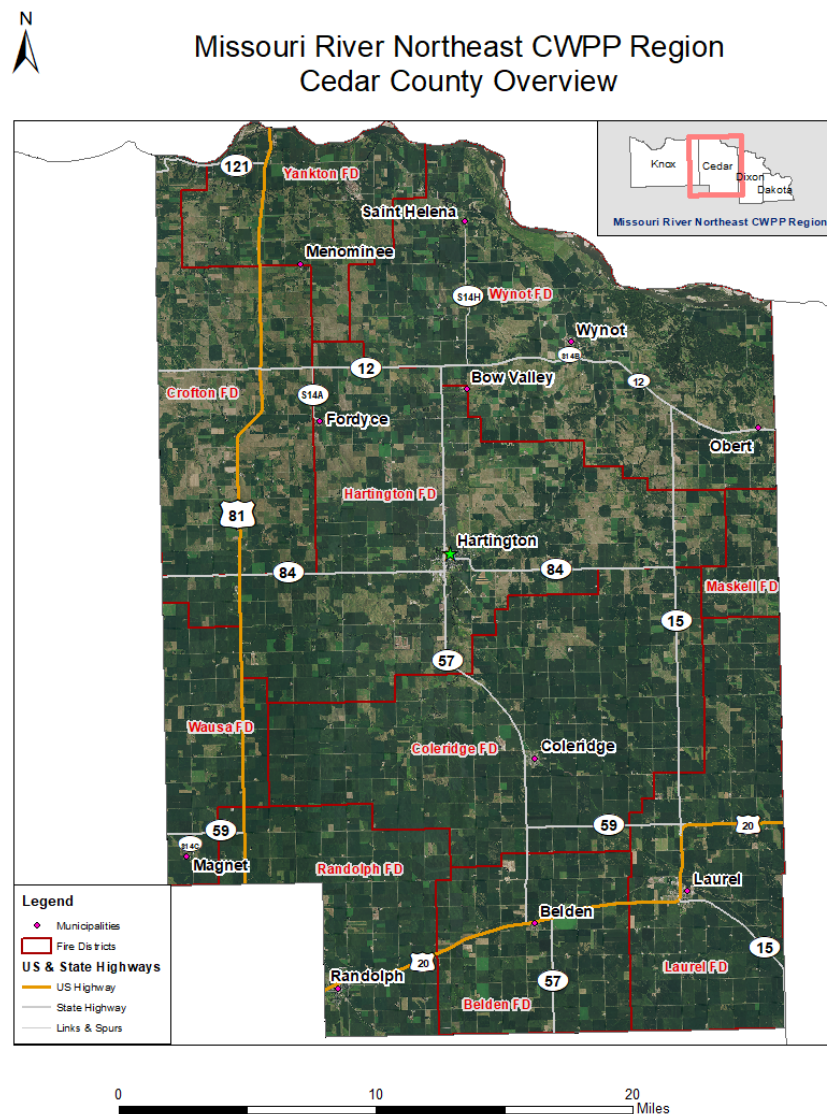 N
Missouri River Northeast CWPP Region
Cedar County Overview
Knox
Cedar
Dixon
Dakota
Missouri River Northeast CWPP Region
121
Yankton FD
Saint Helena
Menominee
S14H
Wynot FD
Wynot
S14B
12
12
Crofton FD
S14A
Bow Valley
Fordyce
Obert
Hartington FD
81
Hartington
84
84
Maskell FD
15
57
Wausa FD
Coleridge FD
Coleridge
59
59
20
S14C
Magnet
Randolph FD
Laurel
Belden
20
15
Randolph
57
Laurel FD
Belden FD
Legend
Municipalities
Fire Districts
US & State Highways
US Highway
State Highway
Links & Spurs
0 10 20
Miles